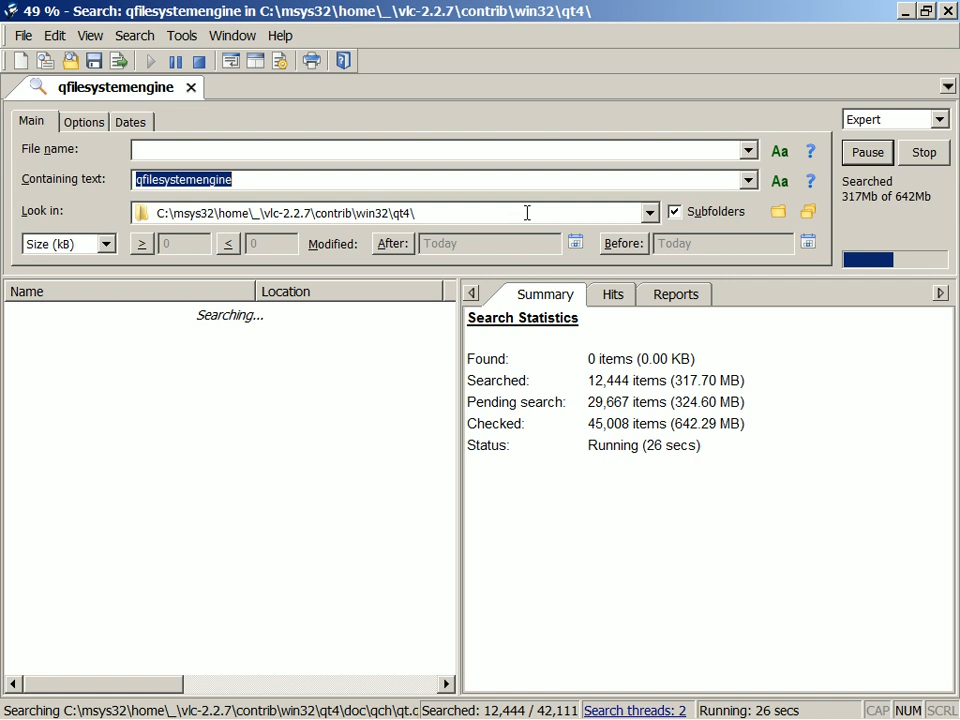 49 % - Search: qfilesystemengine in C:\msys32\home\_\vlc-2.2.7\contrib\win32\qt4\
File Edit View Search Tools Window Help
qfilesystemengine
Main Options Dates
Expert
File name:
Aa ?
Pause Stop
Containing text: qfilesystemengine Aa ?
Searched
317Mb of 642Mb
Look in: C:\msys32\home\_\vlc-2.2.7\contrib\win32\qt4\ Subfolders
Size (kB) > 0 < 0 Modified: After: Today Before: Today
Name Location
Searching...
Summary Hits Reports
Search Statistics
Found: 0 items (0.00 KB)
Searched: 12,444 items (317.70 MB)
Pending search: 29,667 items (324.60 MB)
Checked: 45,008 items (642.29 MB)
Status: Running (26 secs)
Searching C:\msys32\home\_\vlc-2.2.7\contrib\win32\qt4\doc\qch\qt.c Searched: 12,444 / 42,111 Search threads: 2 Running: 26 secs CAP NUM SCRL